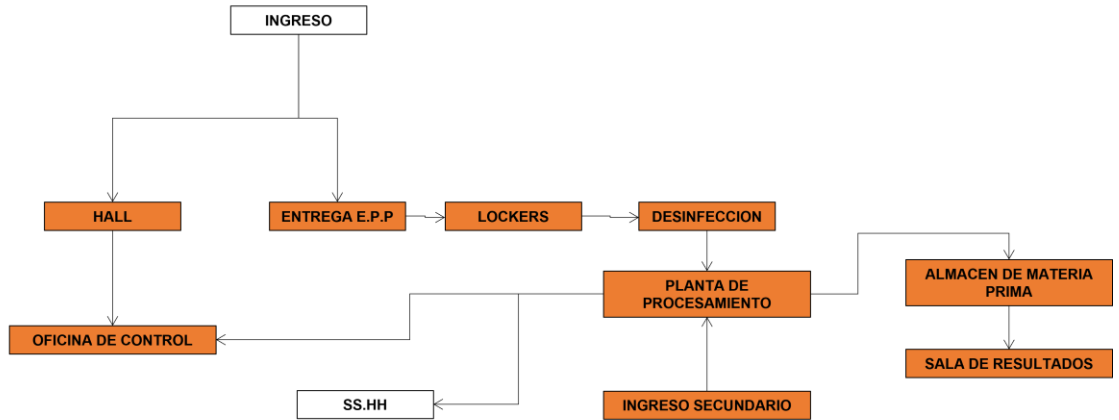 INGRESO
HALL
ENTREGA E.P.P
LOCKERS
DESINFECCION
PLANTA DE
PROCESAMIENTO
ALMACEN DE MATERIA
PRIMA
OFICINA DE CONTROL
SALA DE RESULTADOS
SS.HH
INGRESO SECUNDARIO